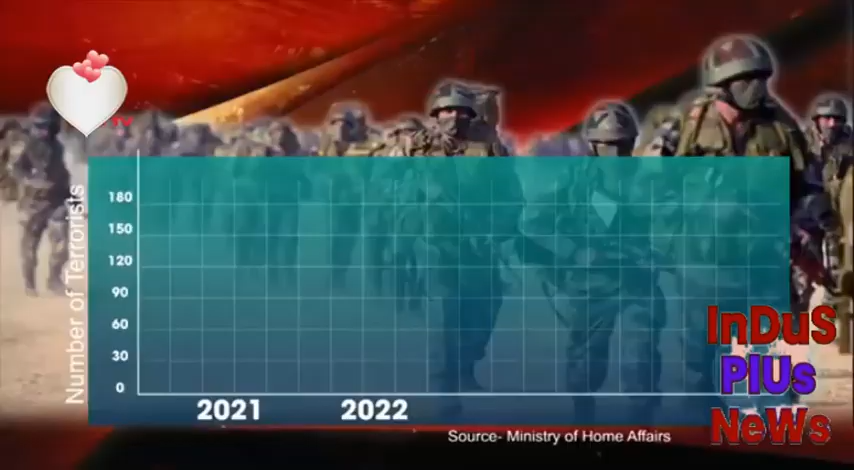 TV
Number of Terrorists
180
150
120
90
60
30
0
2021
2022
Source- Ministry of Home Affairs
InDuS
PlUs
NeWs